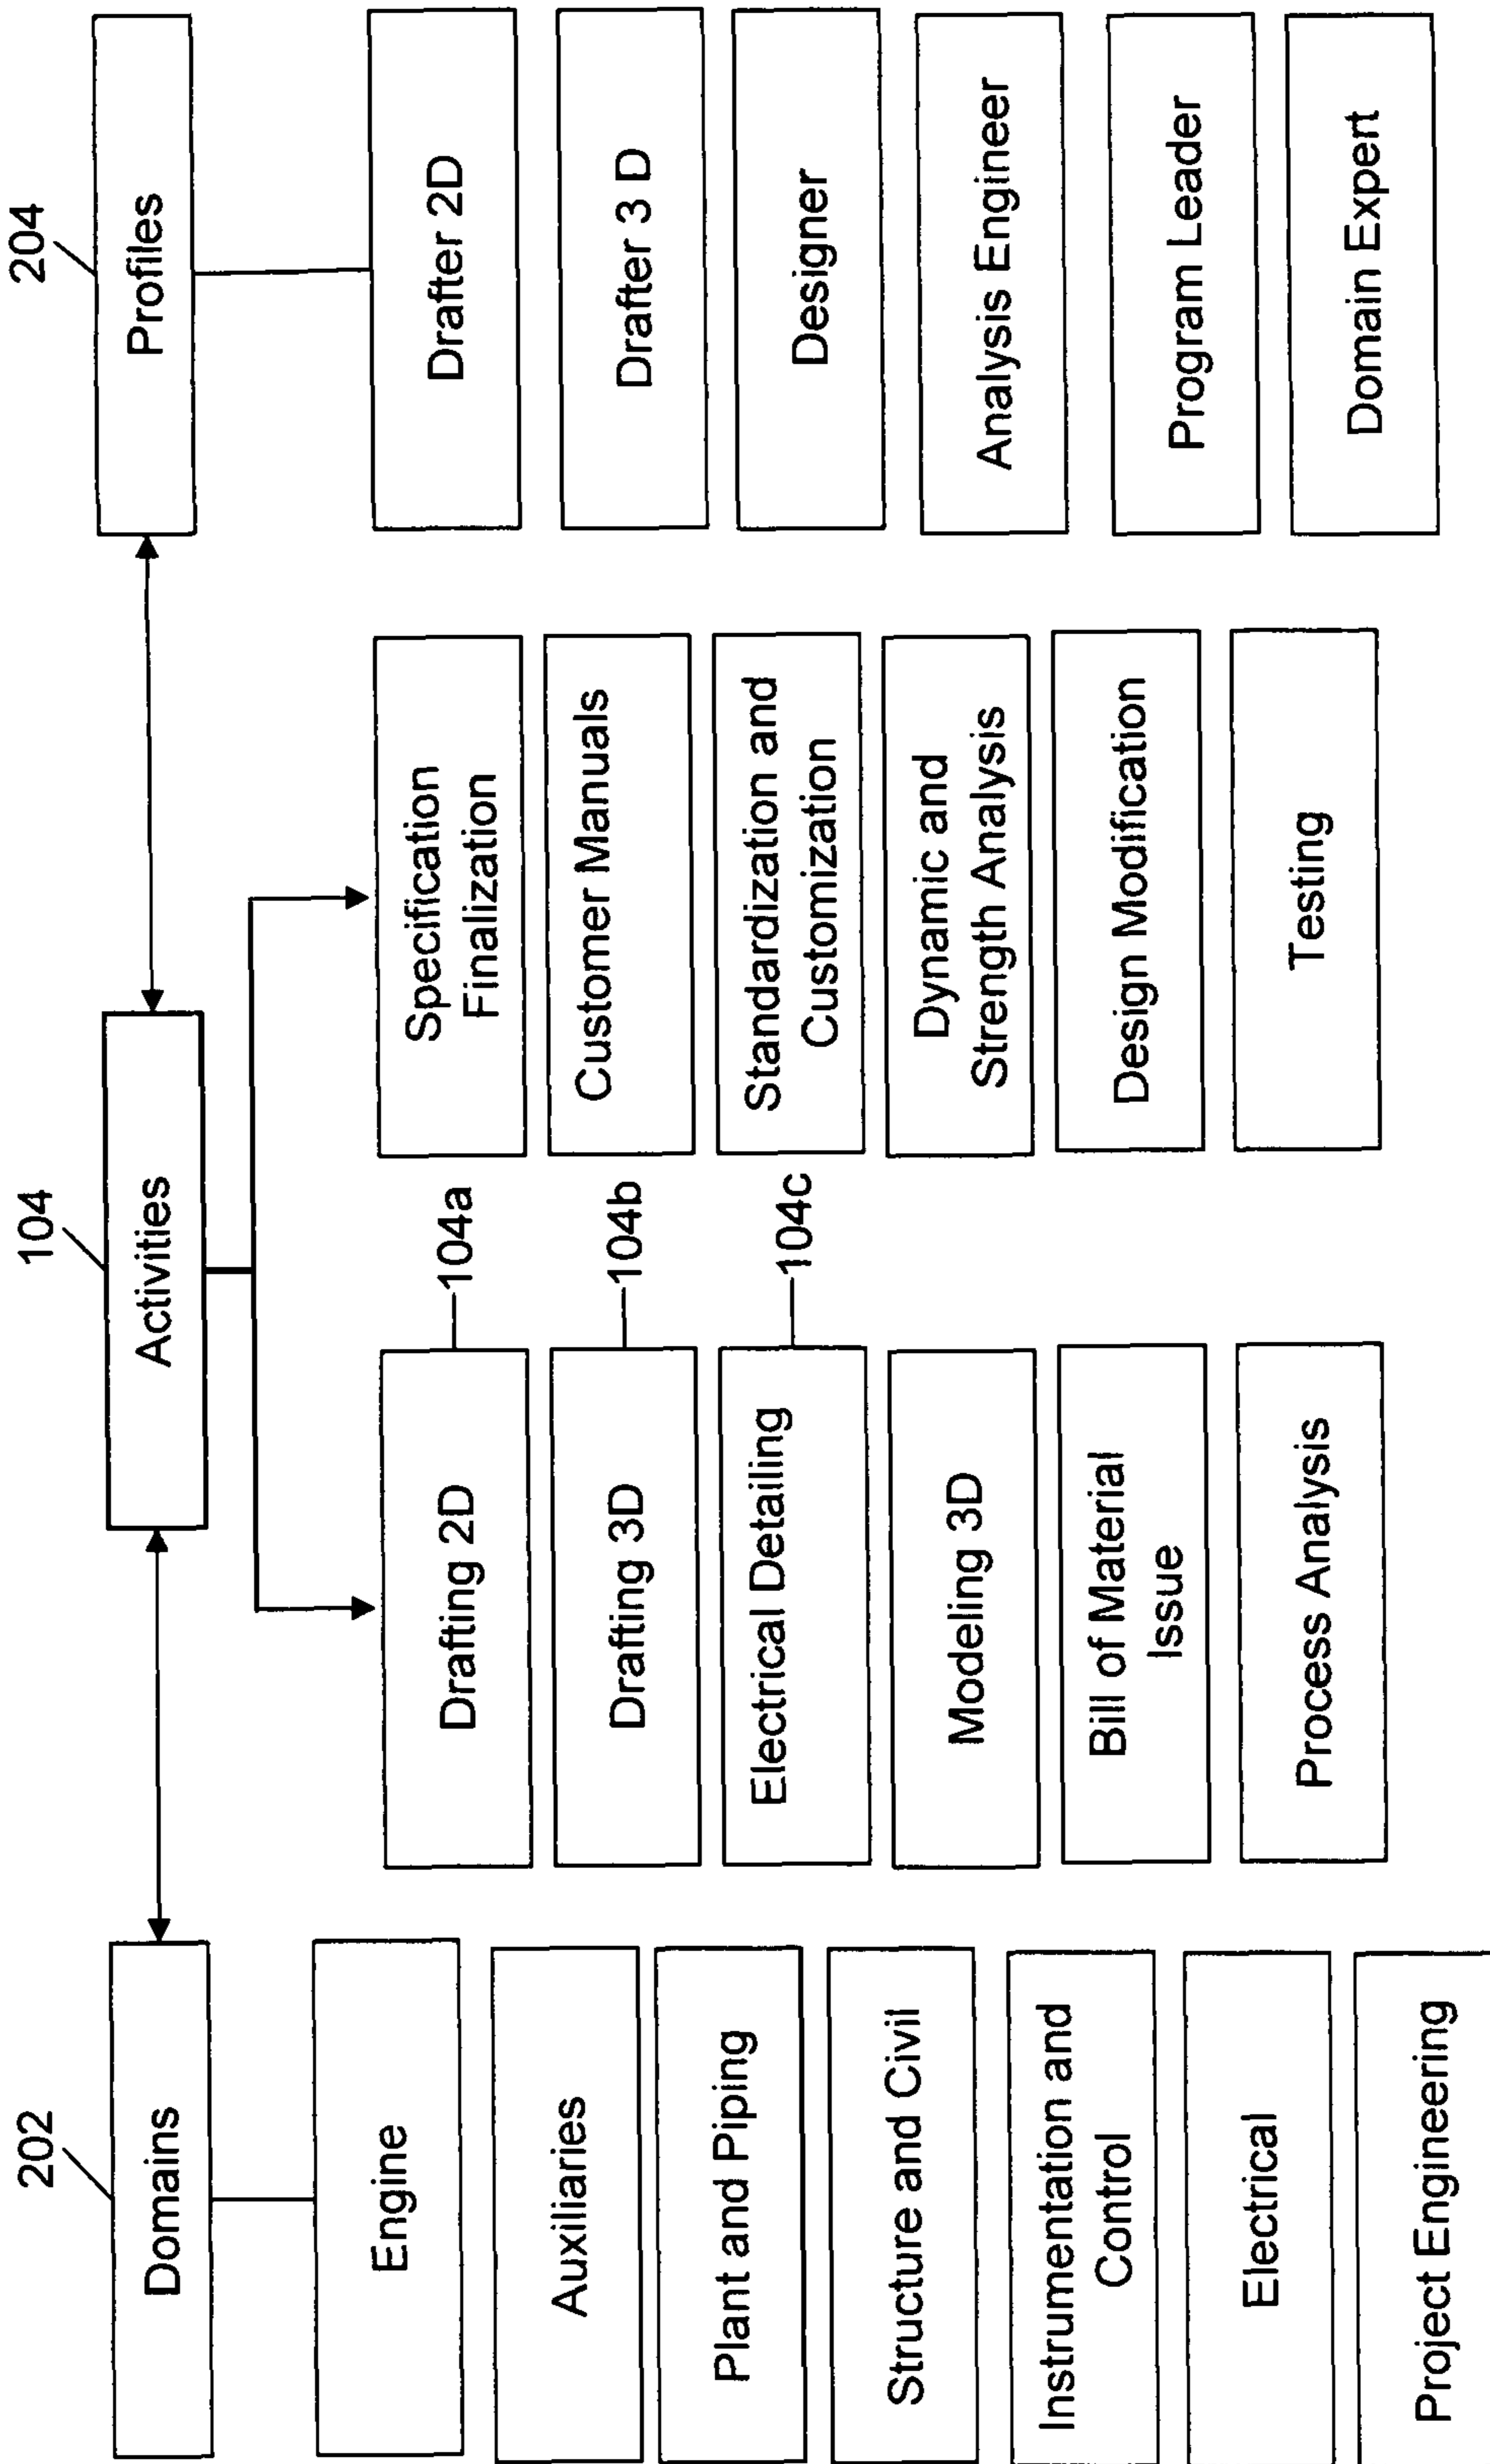 202
Domains
Engine
Auxiliaries
Plant and Piping
Structure and Civil
Instrumentation and
Control
Electrical
Project Engineering
104
Activities
Drafting 2D
104a
Drafting 3D
104b
Electrical Detailing
104c
Modeling 3D
Bill of Material
Issue
Process Analysis
Specification
Finalization
Customer Manuals
Standardization and
Customization
Dynamic and
Strength Analysis
Design Modification
Testing
204
Profiles
Drafter 2D
Drafter 3 D
Designer
Analysis Engineer
Program Leader
Domain Expert